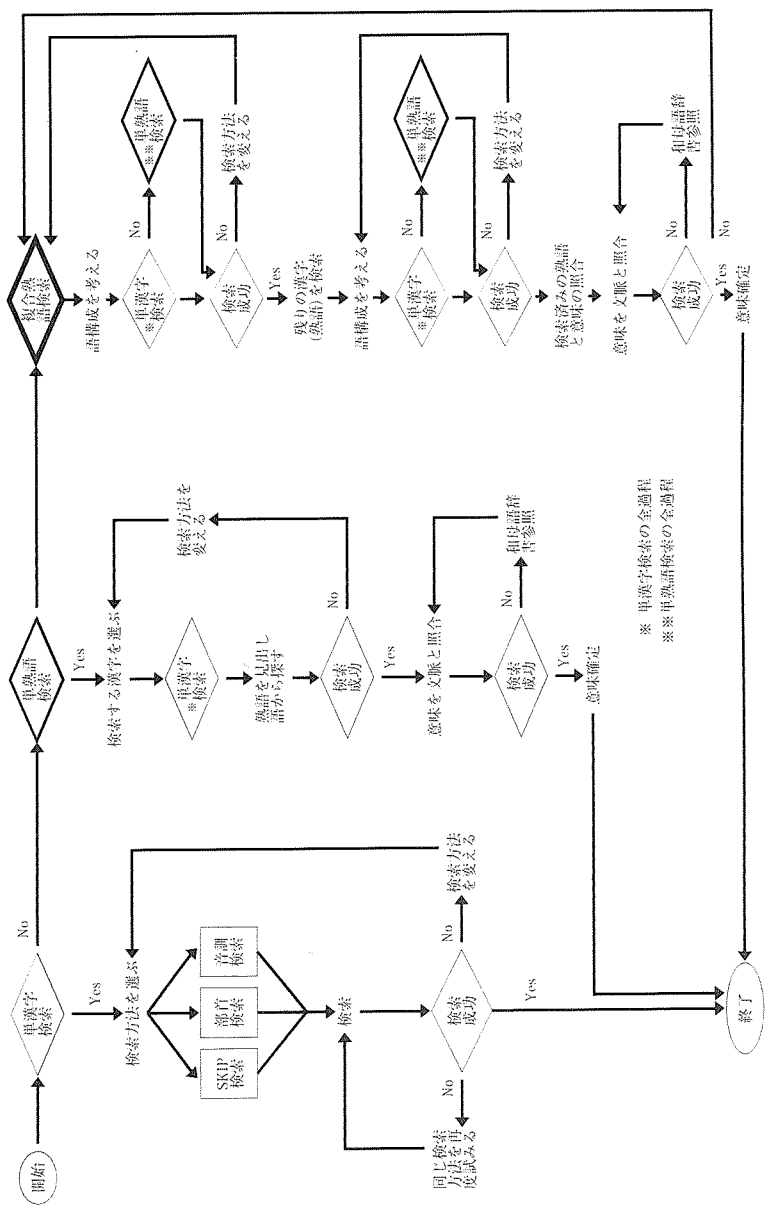 開始
単漢字
検索
No
Yes
検索方法を選ぶ
SKIP
検索
部首
検索
音訓
検索
検索
検索
成功
No
同じ検索
方法を再
度試みる
No
検索方法
を変える
Yes
終了
単熟語
検索
Yes
検索する漢字を選ぶ
単漢字
※検索
熟語を見出し
語から探す
検索
成功
No
検索方法を
変える
Yes
意味を文脈と照合
検索
成功
No
和母語辞
書参照
Yes
意味確定
複合熟
語検索
語構成を考える
単漢字
※検索
No
単熟語
※※検索
検索
成功
No
検索方法
を変える
Yes
残りの漢字
(熟語)を検索
語構成を考える
単漢字
※検索
No
単熟語
※※検索
検索
成功
No
検索方法
を変える
検索済みの熟語
と意味の照合
意味を文脈と照合
検索
成功
No
和母語辞
書参照
No
Yes
意味確定
※ 単漢字検索の全過程
※※単熟語検索の全過程